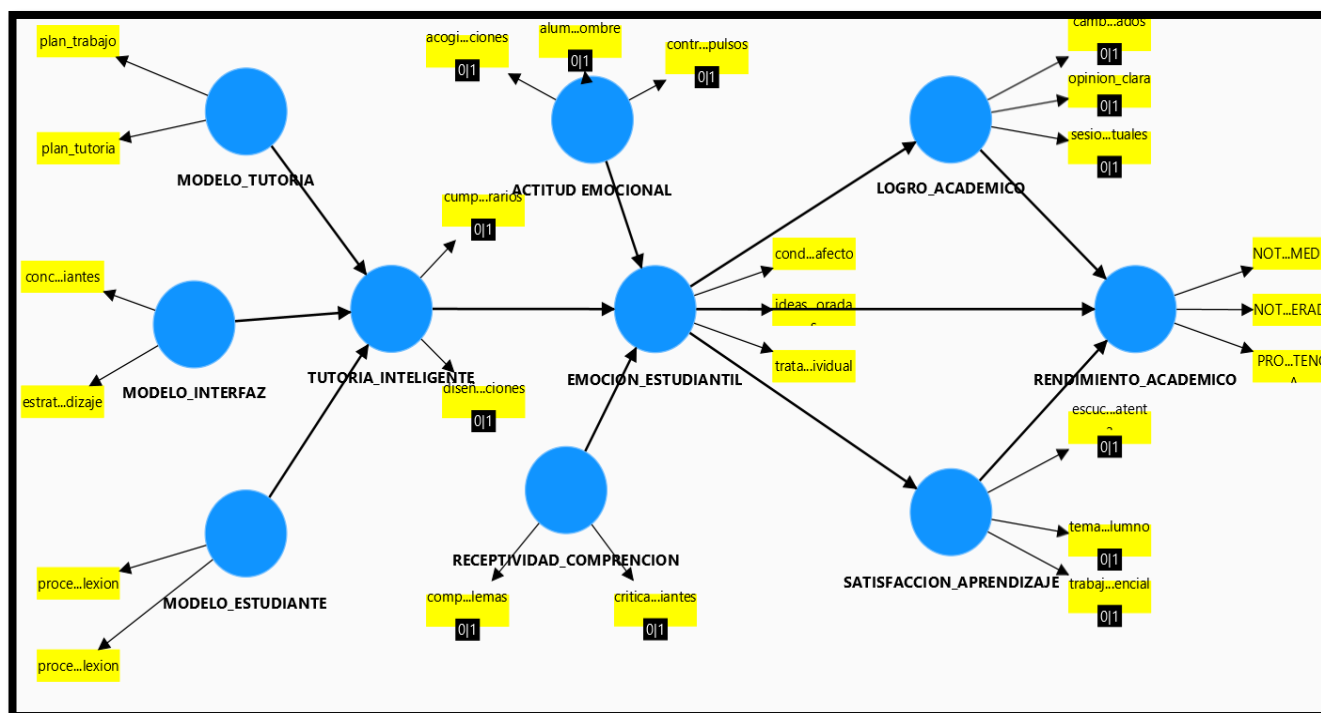 plan_trabajo
plan_tutoria
MODELO_TUTORIA
acogi...ciones
0|1
alum...ombre
0|1
contr...pulsos
0|1
ACTITUD EMOCIONAL
camb...ados
0|1
opinion_clara
0|1
sesio...tuales
0|1
LOGRO_ACADEMICO
cump...rarios
0|1
conc...iantes
estrat...dizaje
MODELO_INTERFAZ
TUTORIA_INTELIGENTE
disen...ciones
0|1
EMOCION_ESTUDIANTIL
cond...afecto
ideas_orada
s
trata...ividual
NOT...MED
NOT...ERAD
PRO...TENC
A
RENDIMIENTO_ACADEMICO
escuc...atent
a
0|1
tema...lumno
0|1
trabaj...encial
0|1
SATISFACCION_APRENDIZAJE
RECEPTIVIDAD_COMPRENCION
comp...lemas
0|1
critica...iantes
0|1
MODELO_ESTUDIANTE
proce...lexion
proce...lexion